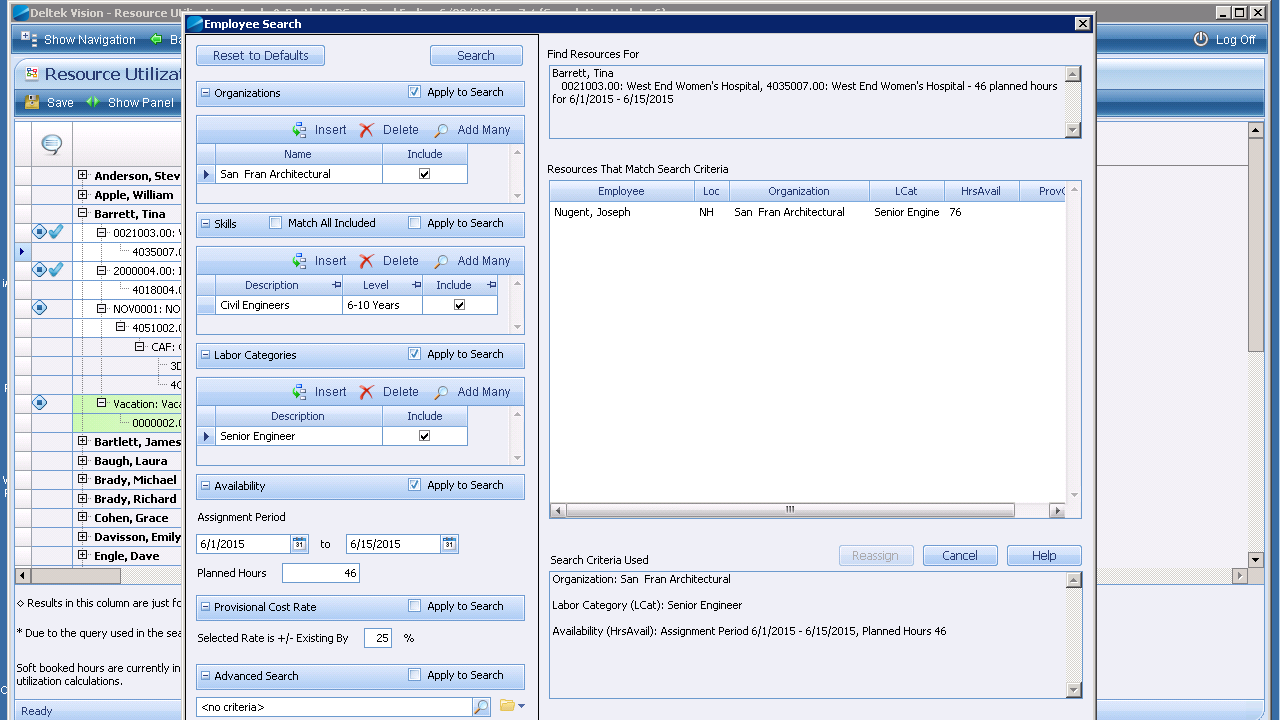 Deltek Vision - Resource
Employee Search
Show Navigation
Log Off
Resource Utiliza
Save
Show Panel
Anderson, Stev
Apple, William
Barrett, Tina
0021003.00:
4035007.
2000004.00:
4018004.
NOV0001: NO
4051002.0
CAF:
3D
4C
Vacation: Vaca
0000002.0
Bartlett, James
Baugh, Laura
Brady, Michael
Brady, Richard
Cohen, Grace
Davisson, Emily
Engle, Dave
◇ Results in this column are just fo
* Due to the query used in the sea
Soft booked hours are currently in
utilization calculations.
Ready
Reset to Defaults
Search
Organizations
Apply to Search
Insert
Delete
Add Many
Name
Include
San Fran Architectural
Skills
Match All Included
Apply to Search
Insert
Delete
Add Many
Description
Level
Include
Civil Engineers
6-10 Years
Labor Categories
Apply to Search
Insert
Delete
Add Many
Description
Include
Senior Engineer
Availability
Apply to Search
Assignment Period
6/1/2015
31
to
6/15/2015
31
Planned Hours
46
Provisional Cost Rate
Apply to Search
Selected Rate is +/- Existing By
25
%
Advanced Search
Apply to Search
<no criteria>
Find Resources For
Barrett, Tina
0021003.00: West End Women's Hospital, 4035007.00: West End Women's Hospital - 46 planned hours
for 6/1/2015 - 6/15/2015
Resources That Match Search Criteria
Employee
Loc
Organization
LCat
HrsAvail
ProvC
Nugent, Joseph
NH
San Fran Architectural
Senior Engine
76
Reassign
Cancel
Help
Search Criteria Used
Organization: San Fran Architectural
Labor Category (LCat): Senior Engineer
Availability (HrsAvail): Assignment Period 6/1/2015 - 6/15/2015, Planned Hours 46